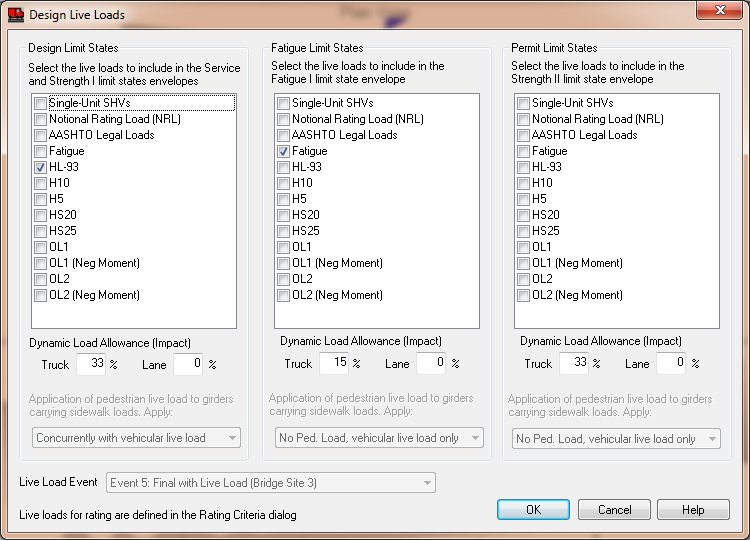 Design Live Loads
Design Limit States
Select the live loads to include in the Service
and Strength I limit states envelopes
Single-Unit SHVs
Notional Rating Load (NRL)
AASHTO Legal Loads
Fatigue
HL-93
H10
H5
HS20
HS25
OL1
OL1 (Neg Moment)
OL2
OL2 (Neg Moment)
Dynamic Load Allowance (Impact)
Truck 33 % Lane 0 %
Application of pedestrian live load to girders
carrying sidewalk loads. Apply:
Concurrently with vehicular live load
Fatigue Limit States
Select the live loads to include in the
Fatigue I limit state envelope
Single-Unit SHVs
Notional Rating Load (NRL)
AASHTO Legal Loads
Fatigue
HL-93
H10
H5
HS20
HS25
OL1
OL1 (Neg Moment)
OL2
OL2 (Neg Moment)
Dynamic Load Allowance (Impact)
Truck 15 % Lane 0 %
Application of pedestrian live load to girders
carrying sidewalk loads. Apply:
No Ped. Load, vehicular live load only
Permit Limit States
Select the live loads to include in the
Strength II limit state envelope
Single-Unit SHVs
Notional Rating Load (NRL)
AASHTO Legal Loads
Fatigue
HL-93
H10
H5
HS20
HS25
OL1
OL1 (Neg Moment)
OL2
OL2 (Neg Moment)
Dynamic Load Allowance (Impact)
Truck 33 % Lane 0 %
Application of pedestrian live load to girders
carrying sidewalk loads. Apply:
No Ped. Load, vehicular live load only
Live Load Event Event 5: Final with Live Load (Bridge Site 3)
Live loads for rating are defined in the Rating Criteria dialog
OK Cancel Help